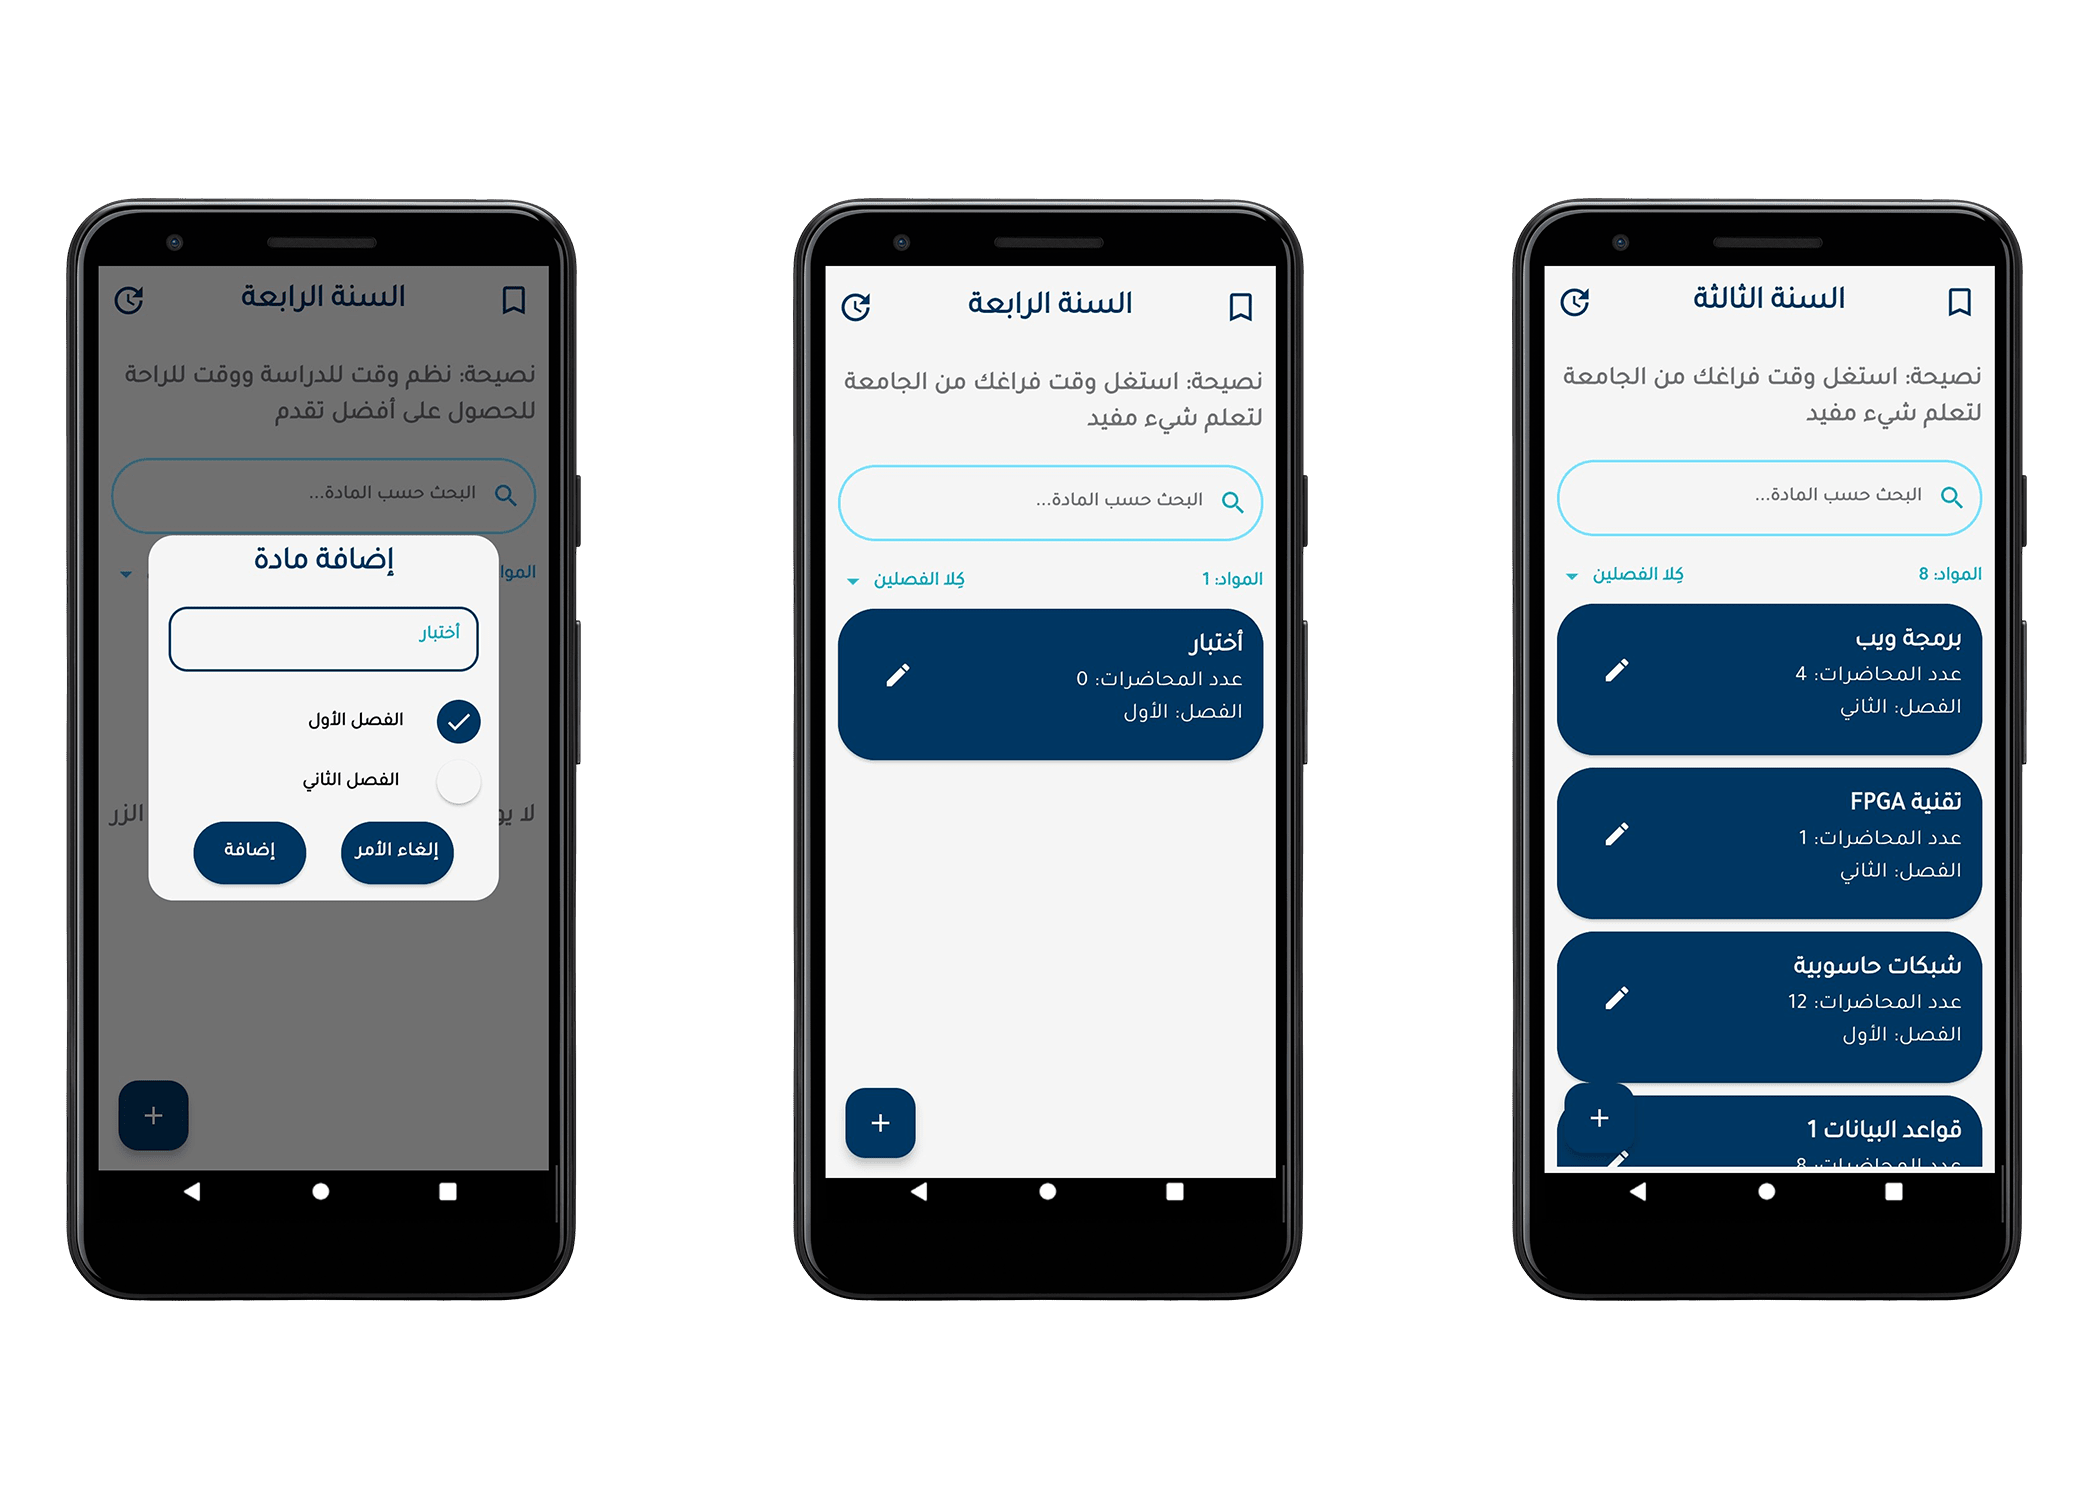 السنة الرابعة
نصيحة: نظم وقت للدراسة ووقت للراحة
للحصول على أفضل تقدم
البحث حسب المادة...
إضافة مادة
أختبار
الفصل الأول
الفصل الثاني
إلغاء الأمر
إضافة
لا
الزر
السنة الرابعة
نصيحة: استغل وقت فراغك من الجامعة
لتعلم شيء مفيد
البحث حسب المادة...
المواد: 1
كِلا الفصلين
أختبار
عدد المحاضرات: 0
الفصل: الأول
السنة الثالثة
نصيحة: استغل وقت فراغك من الجامعة
لتعلم شيء مفيد
البحث حسب المادة...
المواد: 8
كِلا الفصلين
برمجة ويب
عدد المحاضرات: 4
الفصل: الثاني
تقنية FPGA
عدد المحاضرات: 1
الفصل: الثاني
شبكات حاسوبية
عدد المحاضرات: 12
الفصل: الأول
قواعد البيانات 1
عدد المحاضرات: 8